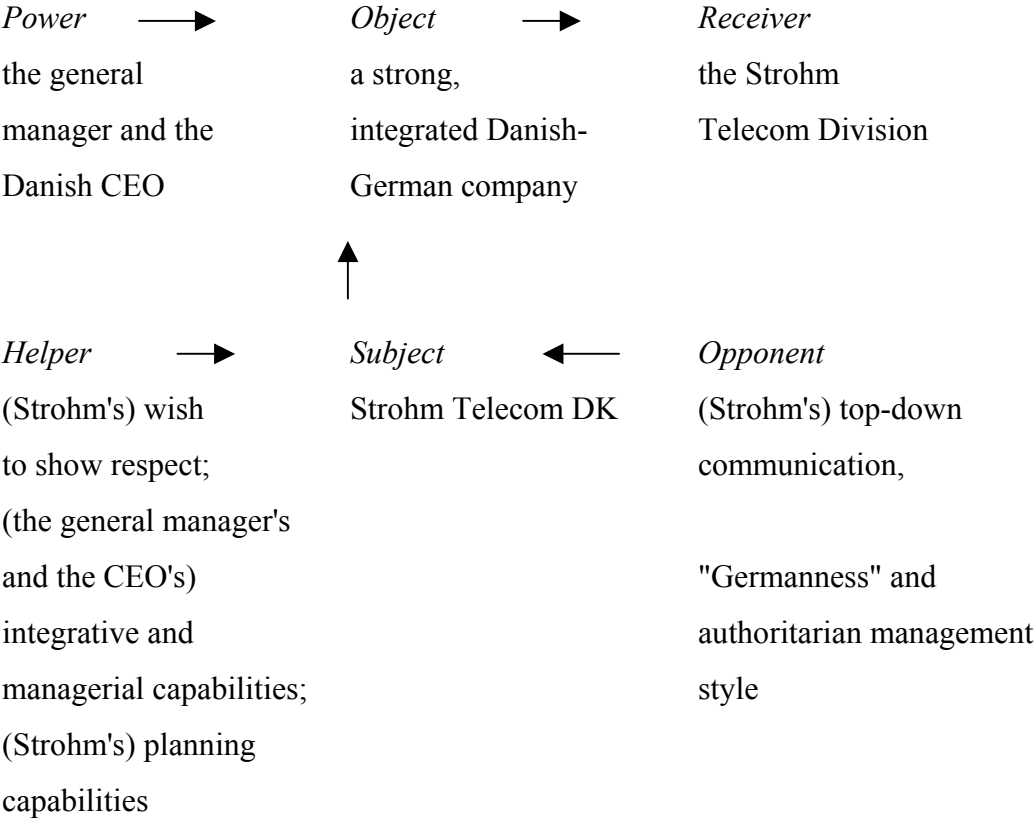 Power Object Receiver
the general a strong, the Strohm
manager and the integrated Danish- Telecom Division
Danish CEO German company
Helper Subject Opponent
(Strohm's) wish Strohm Telecom DK (Strohm's) top-down
to show respect; communication,
(the general manager's
and the CEO's) "Germanness" and
integrative and authoritarian management
managerial capabilities; style
(Strohm's) planning
capabilities